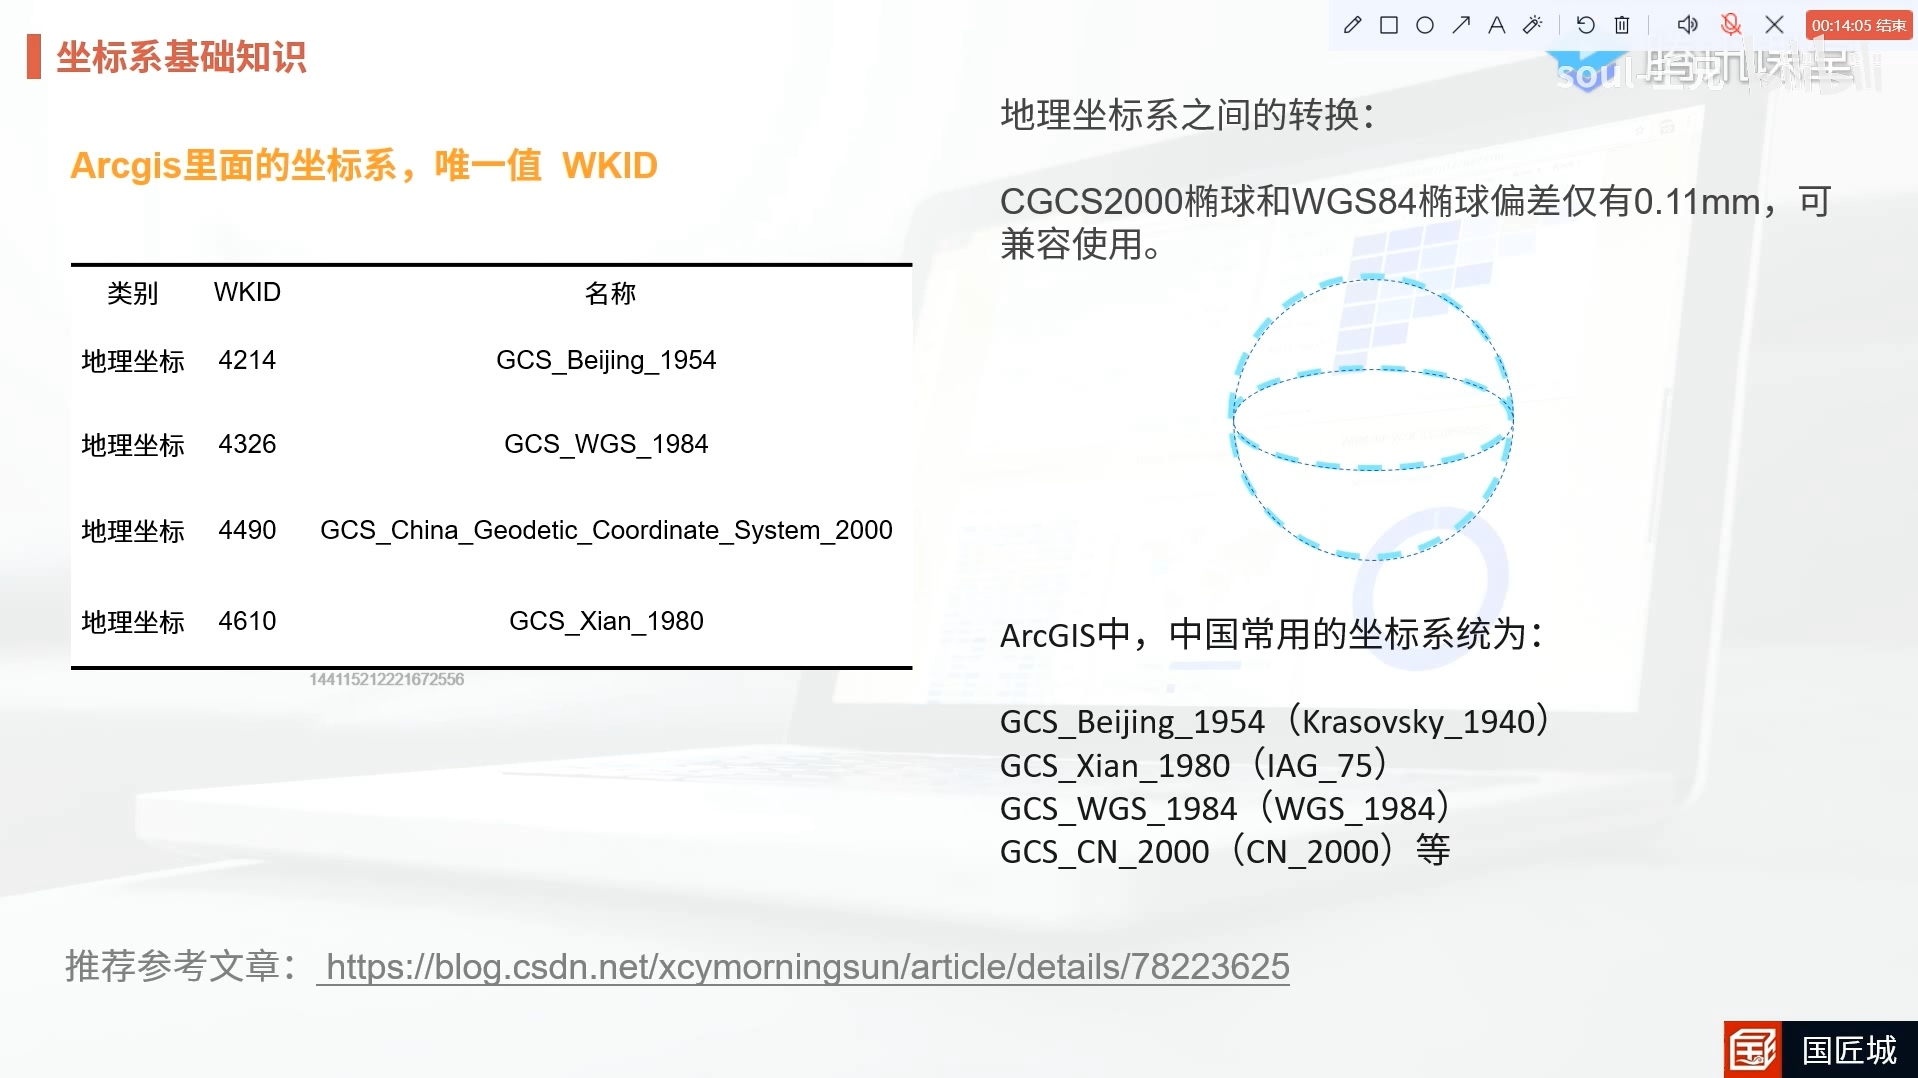 00:14:05 结束
坐标系基础知识
Arcgis里面的坐标系，唯一值 WKID
类别 WKID 名称
地理坐标 4214 GCS_Beijing_1954
地理坐标 4326 GCS_WGS_1984
地理坐标 4490 GCS_China_Geodetic_Coordinate_System_2000
地理坐标 4610 GCS_Xian_1980
144115212221672556
地理坐标系之间的转换：
CGCS2000椭球和WGS84椭球偏差仅有0.11mm，可
兼容使用。
ArcGIS中，中国常用的坐标系统为：
GCS_Beijing_1954（Krasovsky_1940）
GCS_Xian_1980（IAG_75）
GCS_WGS_1984（WGS_1984）
GCS_CN_2000（CN_2000）等
推荐参考文章： https://blog.csdn.net/xcymorningsun/article/details/78223625
国匠城